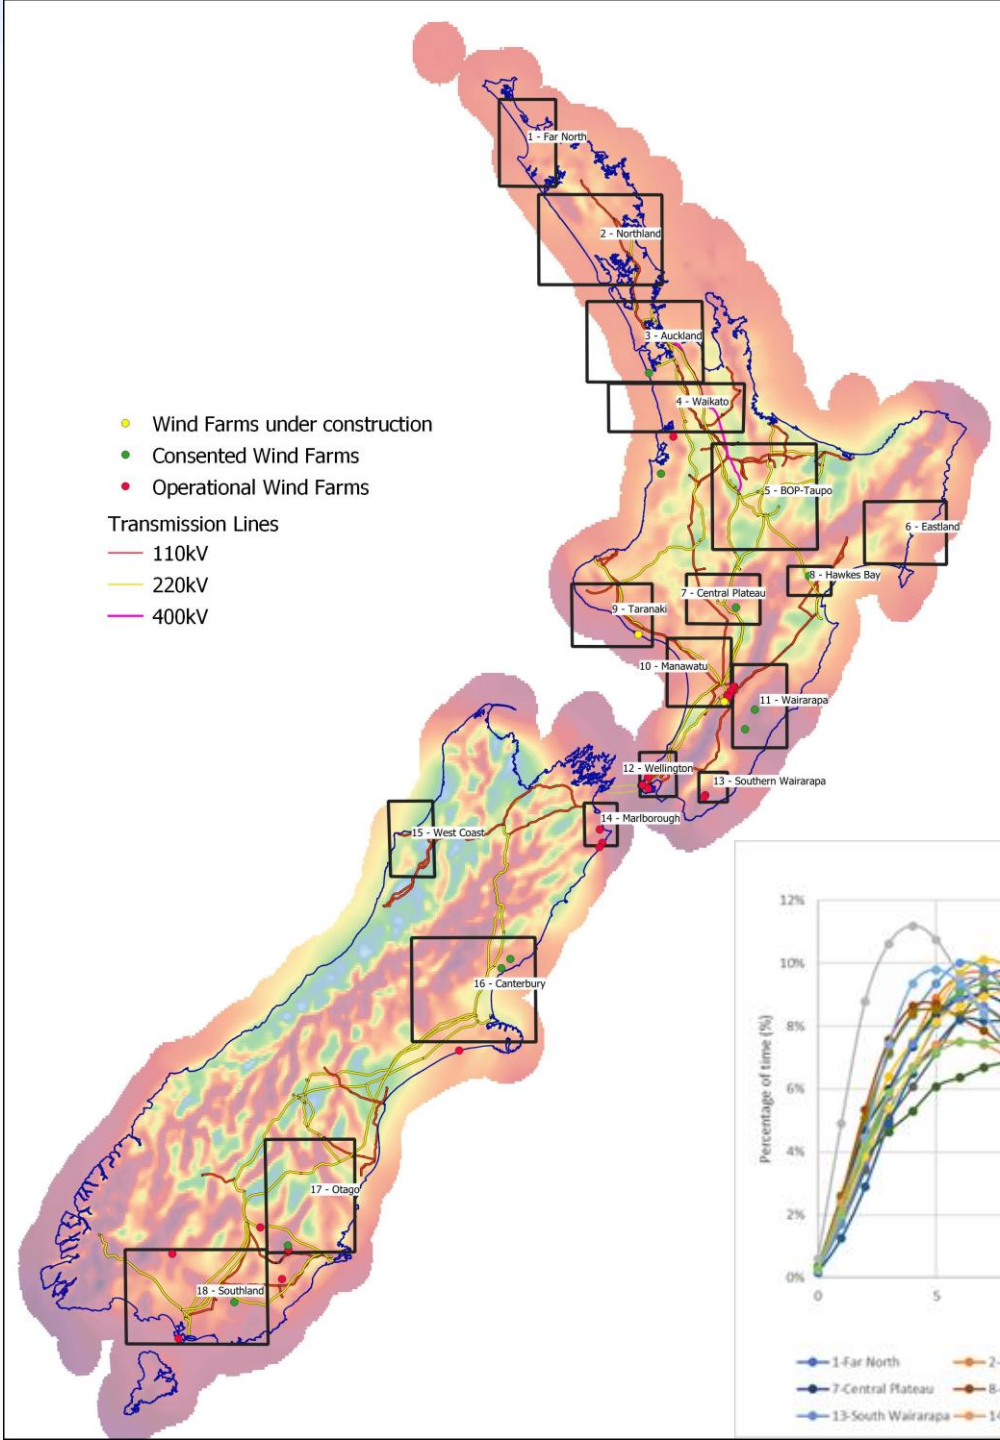 1 - Far North
2 - Northland
3 - Auckland
4 - Waikato
Wind Farms under construction
Consented Wind Farms
Operational Wind Farms
Transmission Lines
110kV
220kV
400kV
5 - BOP-Taupo
6 - Eastland
8 - Hawkes Bay
7 - Central Plateau
9 - Taranaki
10 - Manawatu
11 - Wairarapa
12 - Wellington
13 - Southern Wairarapa
14 - Marlborough
15 - West Coast
16 - Canterbury
17 - Otago
18 - Southland
12%
10%
8%
6%
4%
2%
0%
Percentage of time (%)
0 5
1-Far North 2-
7-Central Plateau 8-
13-South Wairarapa 14